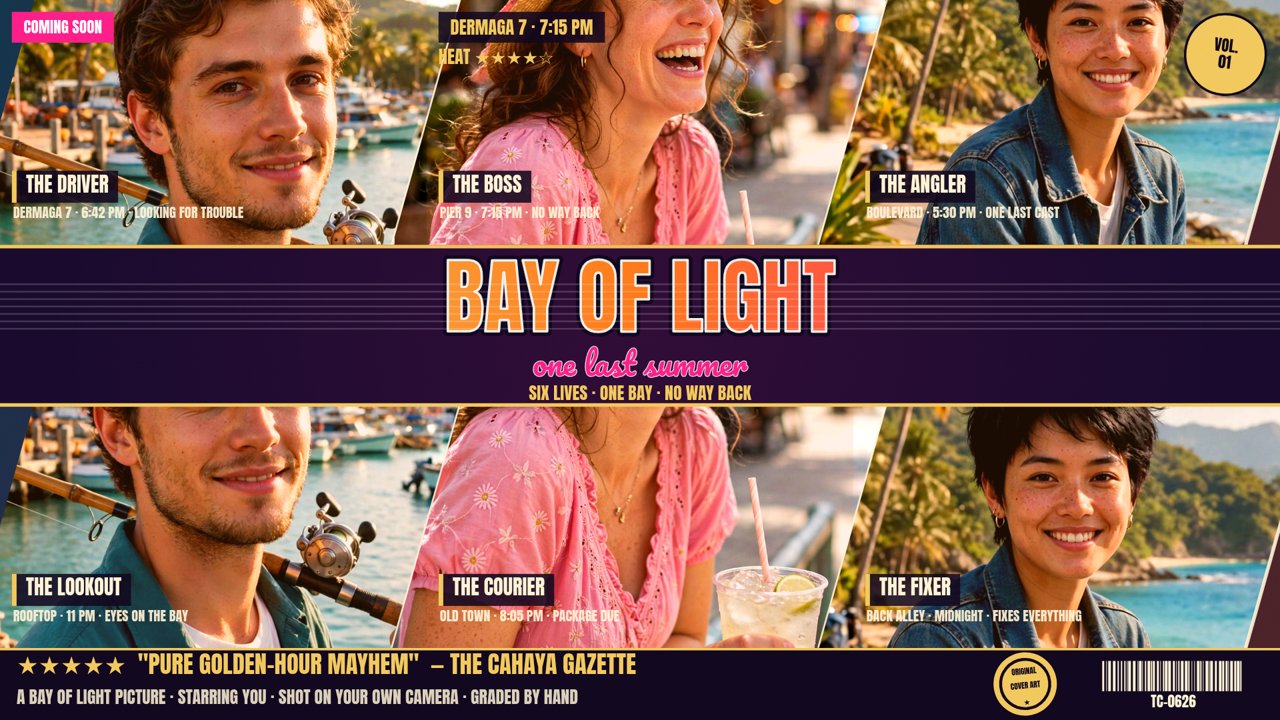 COMING SOON
DERMAGA 7 · 7:15 PM
HEAT ★★★★☆
VOL.
01
THE DRIVER
DERMAGA 7 · 6:42 PM · LOOKING FOR TROUBLE
THE BOSS
PIER 9 · 7:15 PM · NO WAY BACK
THE ANGLER
BOULEVARD · 5:30 PM · ONE LAST CAST
BAY OF LIGHT
one last summer
SIX LIVES · ONE BAY · NO WAY BACK
THE LOOKOUT
ROOFTOP · 11 PM · EYES ON THE BAY
THE COURIER
OLD TOWN · 8:05 PM · PACKAGE DUE
THE FIXER
BACK ALLEY · MIDNIGHT · FIXES EVERYTHING
★★★★★ "PURE GOLDEN-HOUR MAYHEM" — THE CAHAYA GAZETTE
A BAY OF LIGHT PICTURE · STARRING YOU · SHOT ON YOUR OWN CAMERA · GRADED BY HAND
ORIGINAL
COVER ART
★
TC-0626